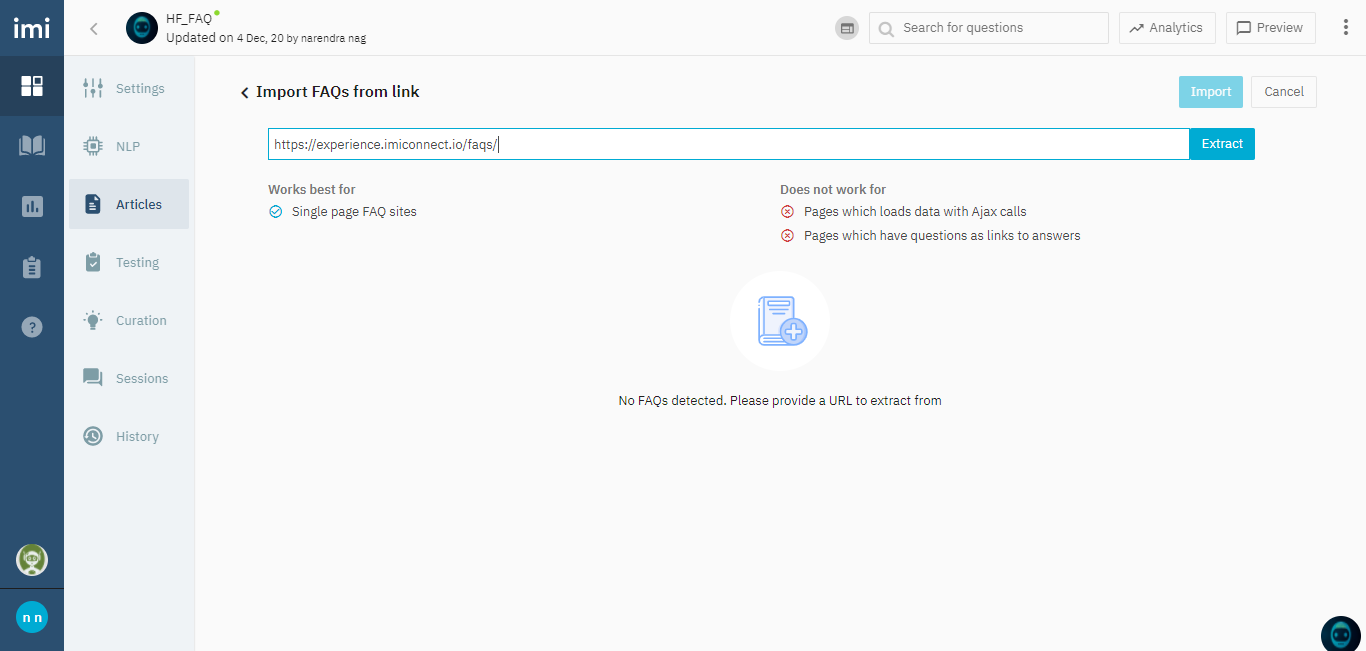 imi
HF_FAQ
Updated on 4 Dec, 20 by narendra nag
Search for questions
Analytics
Preview
Settings
NLP
Articles
Testing
Curation
Sessions
History
?
n n
Import FAQs from link
Import
Cancel
https://experience.imiconnect.io/faqs/
Extract
Works best for
Single page FAQ sites
Does not work for
Pages which loads data with Ajax calls
Pages which have questions as links to answers
No FAQs detected. Please provide a URL to extract from